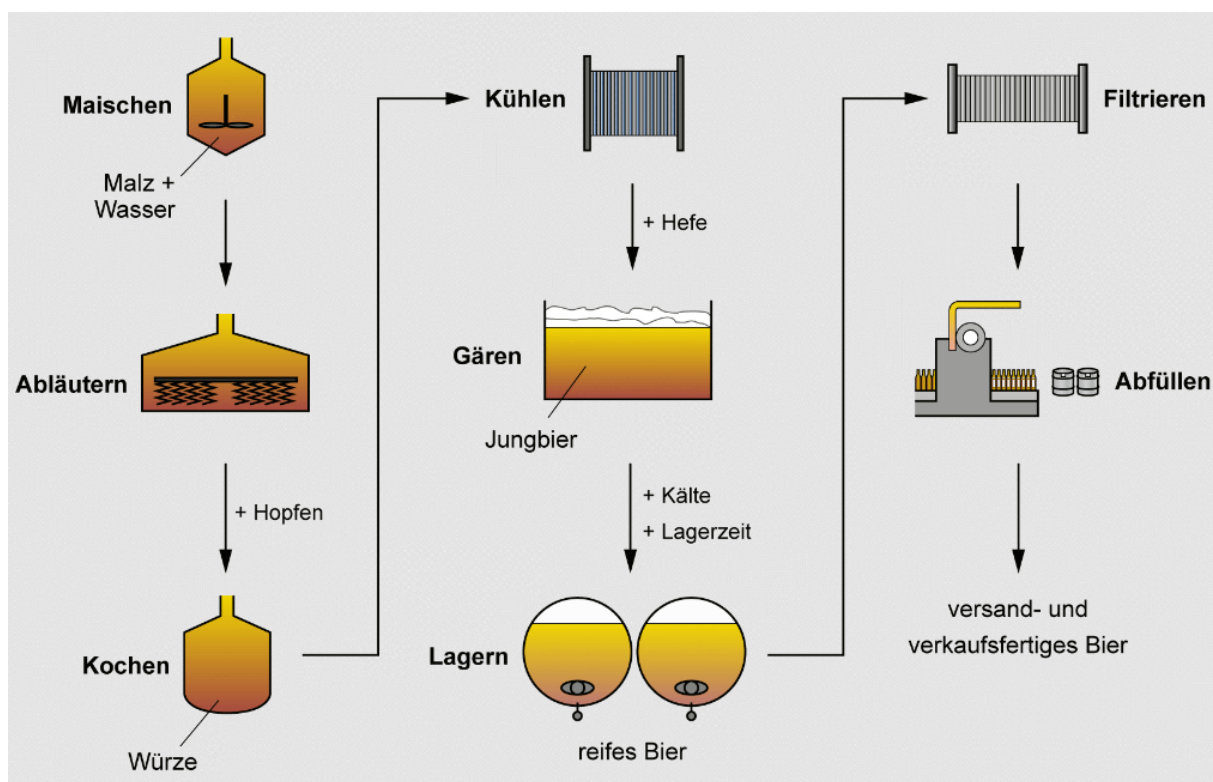 Maischen
Malz +
Wasser
Abläutern
+ Hopfen
Kochen
Würze
Kühlen
+ Hefe
Gären
Jungbier
+ Kälte
+ Lagerzeit
Lagern
reifes Bier
Filtrieren
Abfüllen
versand- und
verkaufsfertiges Bier